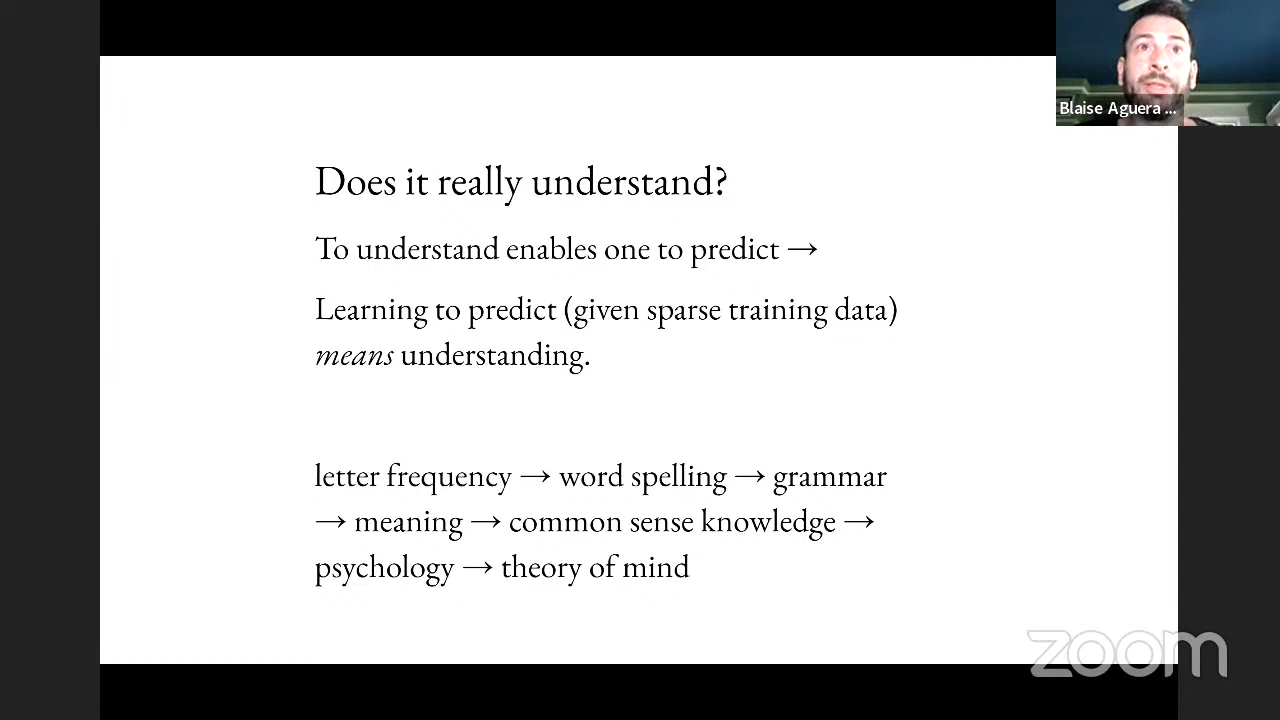 Blaise Aguera ...
Does it really understand?
To understand enables one to predict →
Learning to predict (given sparse training data)
means understanding.
letter frequency → word spelling → grammar
→ meaning → common sense knowledge →
psychology → theory of mind
zoom